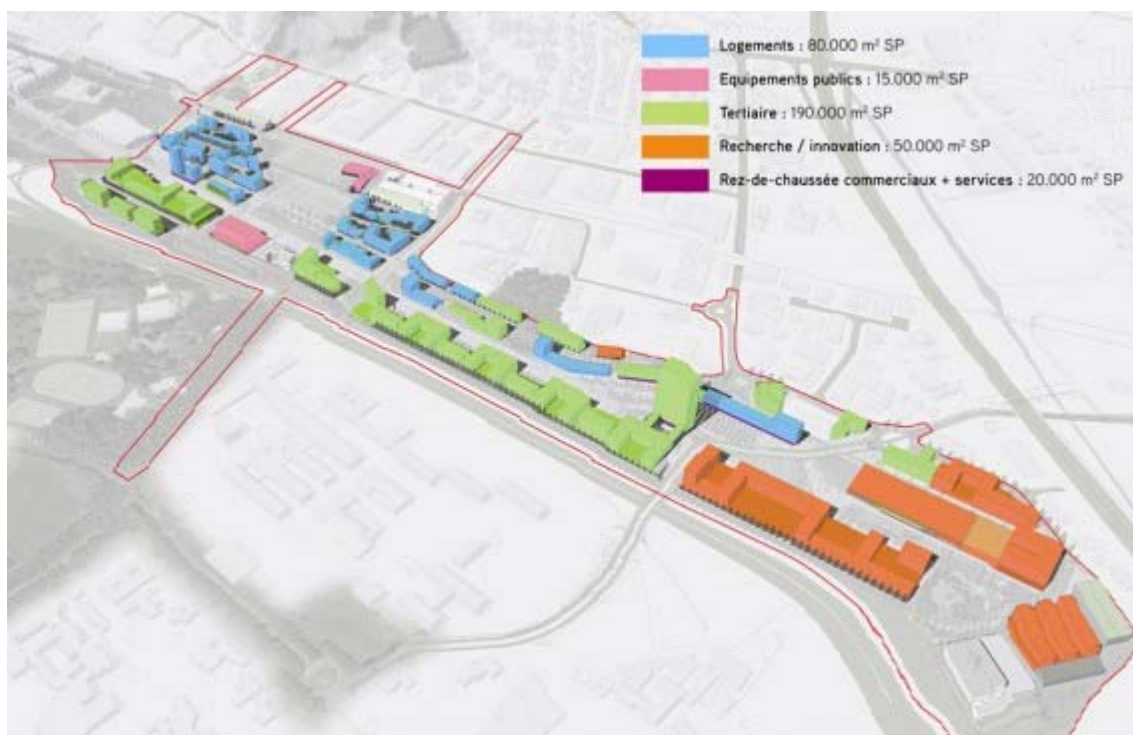 Logements : 80.000 m² SP
Equipements publics : 15.000 m² SP
Tertiaire : 190.000 m² SP
Recherche / innovation : 50.000 m² SP
Rez-de-chaussée commerciaux + services : 20.000 m² SP